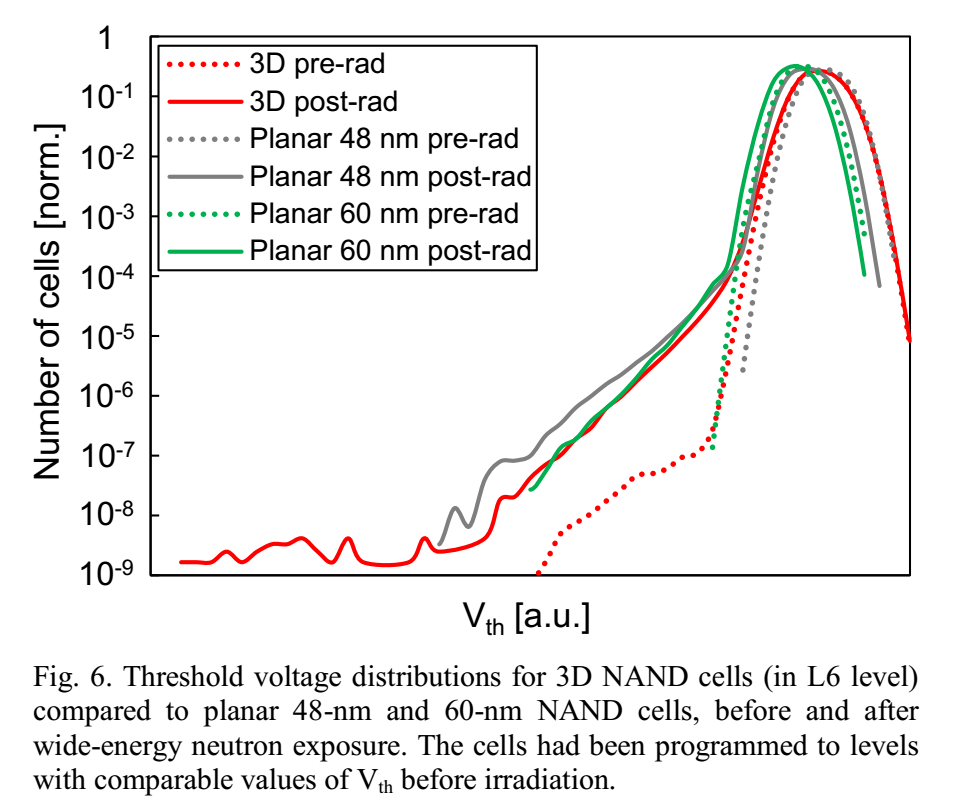 1
10-1
10-2
10-3
10-4
10-5
10-6
10-7
10-8
10-9
Number of cells [norm.]
3D pre-rad
3D post-rad
Planar 48 nm pre-rad
Planar 48 nm post-rad
Planar 60 nm pre-rad
Planar 60 nm post-rad
Vth [a.u.]
Fig. 6. Threshold voltage distributions for 3D NAND cells (in L6 level)
compared to planar 48-nm and 60-nm NAND cells, before and after
wide-energy neutron exposure. The cells had been programmed to levels
with comparable values of Vth before irradiation.